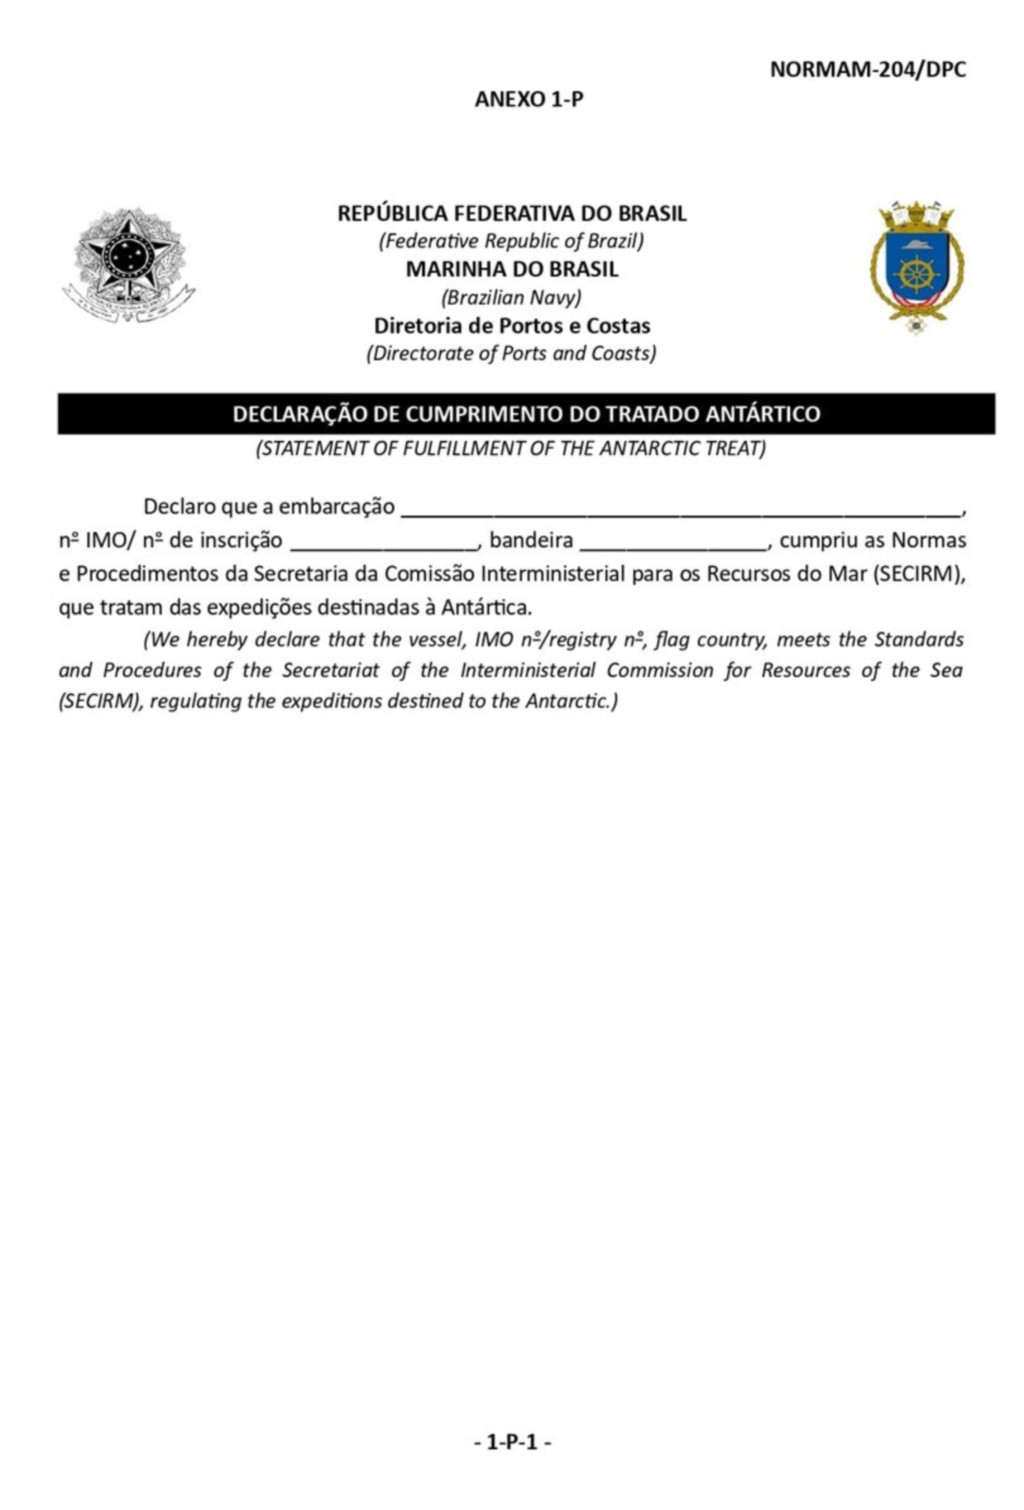 NORMAM-204/DPC
ANEXO 1-P
REPÚBLICA FEDERATIVA DO BRASIL
(Federative Republic of Brazil)
MARINHA DO BRASIL
(Brazilian Navy)
Diretoria de Portos e Costas
(Directorate of Ports and Coasts)
DECLARAÇÃO DE CUMPRIMENTO DO TRATADO ANTÁRTICO
(STATEMENT OF FULFILLMENT OF THE ANTARCTIC TREAT)
Declaro que a embarcação ________________________________________________,
nº IMO/ nº de inscrição ________________, bandeira ________________, cumpriu as Normas
e Procedimentos da Secretaria da Comissão Interministerial para os Recursos do Mar (SECIRM),
que tratam das expedições destinadas à Antártica.
(We hereby declare that the vessel, IMO nº/registry nº, flag country, meets the Standards
and Procedures of the Secretariat of the Interministerial Commission for Resources of the Sea
(SECIRM), regulating the expeditions destined to the Antarctic.)
- 1-P-1 -